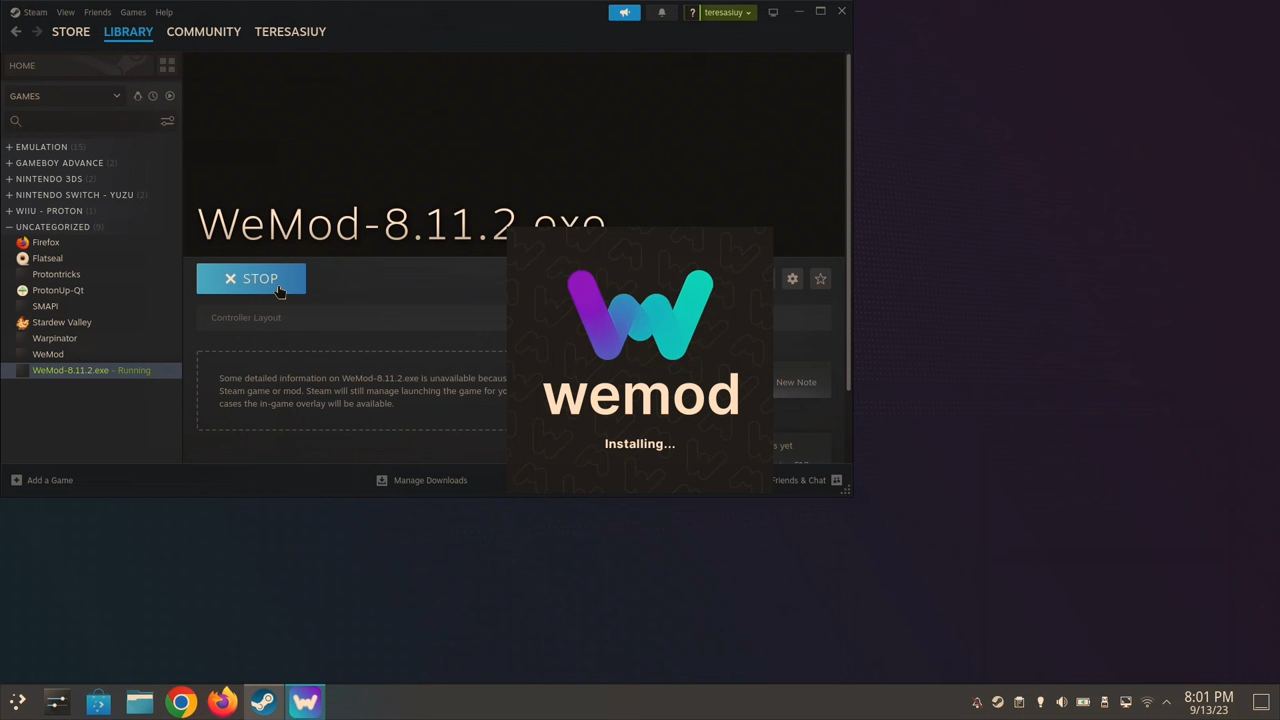 Steam View Friends Games Help
? teresasiuy
STORE LIBRARY COMMUNITY TERESASIUY
HOME
GAMES
+ EMULATION (15)
+ GAMEBOY ADVANCE (2)
+ NINTENDO 3DS (2)
+ NINTENDO SWITCH - YUZU (2)
+ WIIU - PROTON (1)
− UNCATEGORIZED (9)
Firefox
Flatseal
Protontricks
ProtonUp-Qt
SMAPI
Stardew Valley
Warpinator
WeMod
WeMod-8.11.2.exe – Running
WeMod-8.11.2.exe
STOP
Controller Layout
Some detailed information on WeMod-8.11.2.exe is unavailable
Steam game or mod. Steam will still manage launching the game for
cases the in-game overlay will be available.
New Note
yet
wemod
Installing...
Add a Game
Manage Downloads
Friends & Chat
8:01 PM
9/13/23